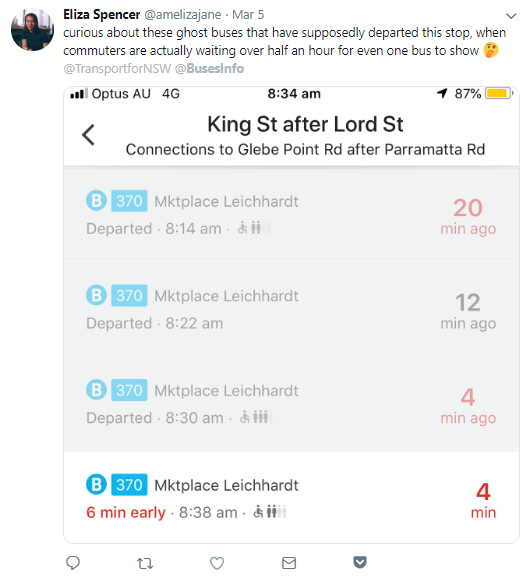 Eliza Spencer @amelizajane · Mar 5
curious about these ghost buses that have supposedly departed this stop, when
commuters are actually waiting over half an hour for even one bus to show 🤔
@TransportforNSW @BusesInfo
Optus AU 4G 8:34 am 87%
King St after Lord St
Connections to Glebe Point Rd after Parramatta Rd
B 370 Mktplace Leichhardt 20
Departed · 8:14 am · min ago
B 370 Mktplace Leichhardt 12
Departed · 8:22 am min ago
B 370 Mktplace Leichhardt 4
Departed · 8:30 am · min ago
B 370 Mktplace Leichhardt 4
6 min early · 8:38 am · min